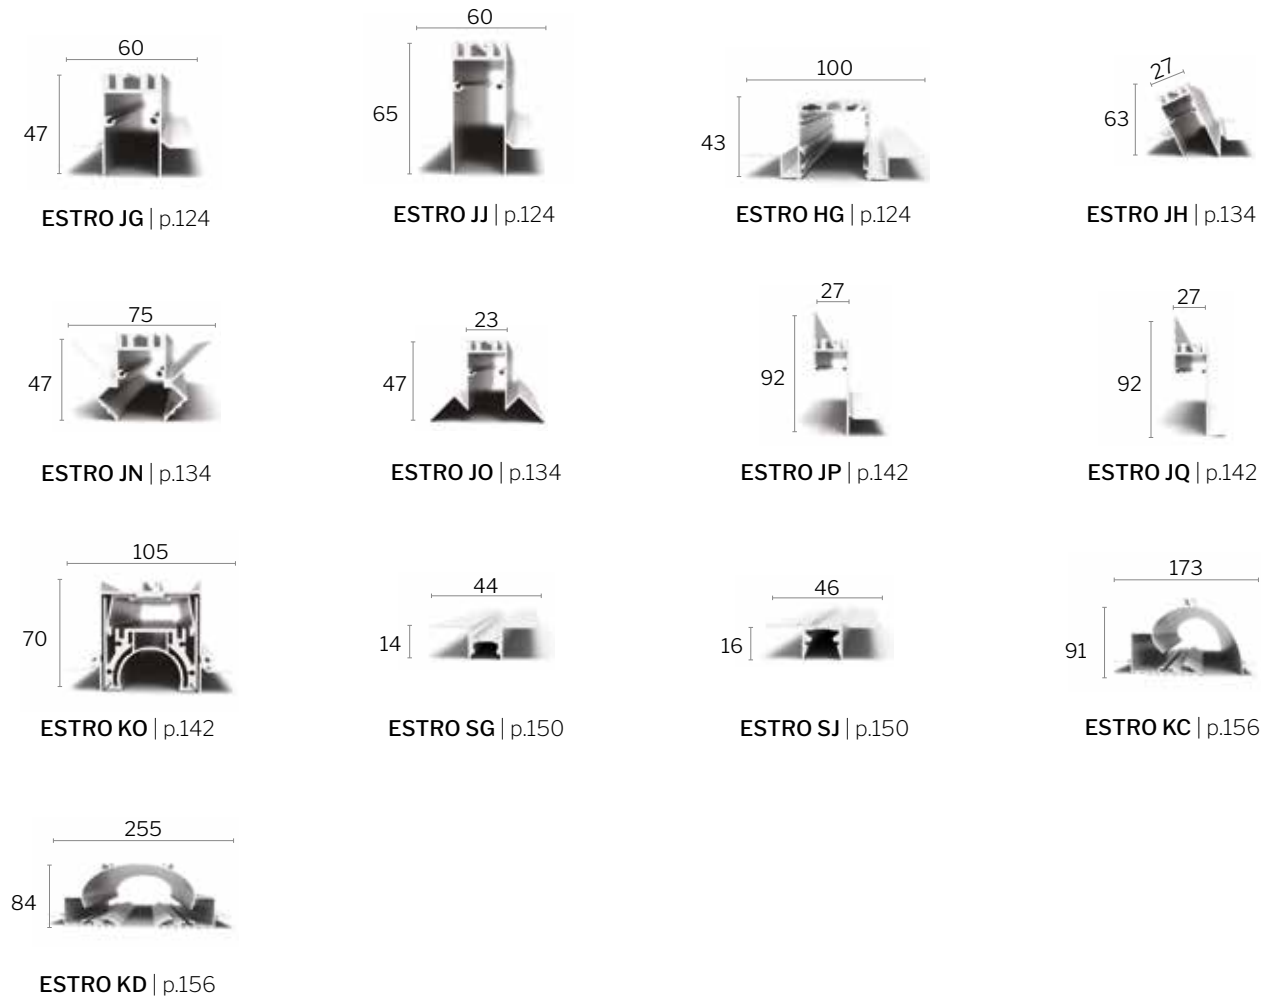 60
47
ESTRO JG | p.124
60
65
ESTRO JJ | p.124
100
43
ESTRO HG | p.124
27
63
ESTRO JH | p.134
75
47
ESTRO JN | p.134
23
47
ESTRO JO | p.134
27
92
ESTRO JP | p.142
27
92
ESTRO JQ | p.142
105
70
ESTRO KO | p.142
44
14
ESTRO SG | p.150
46
16
ESTRO SJ | p.150
173
91
ESTRO KC | p.156
255
84
ESTRO KD | p.156